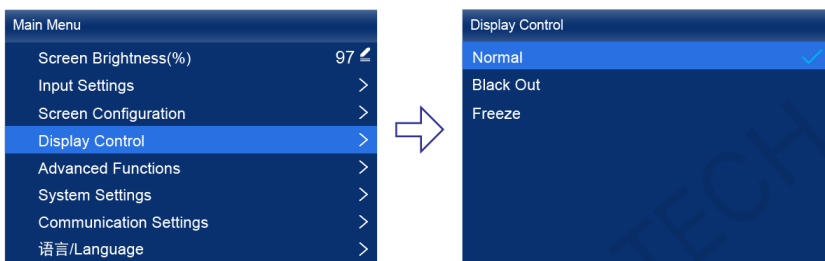 Main Menu
Screen Brightness(%) 97
Input Settings
Screen Configuration
Display Control
Advanced Functions
System Settings
Communication Settings
语言/Language
Display Control
Normal
Black Out
Freeze
TECH